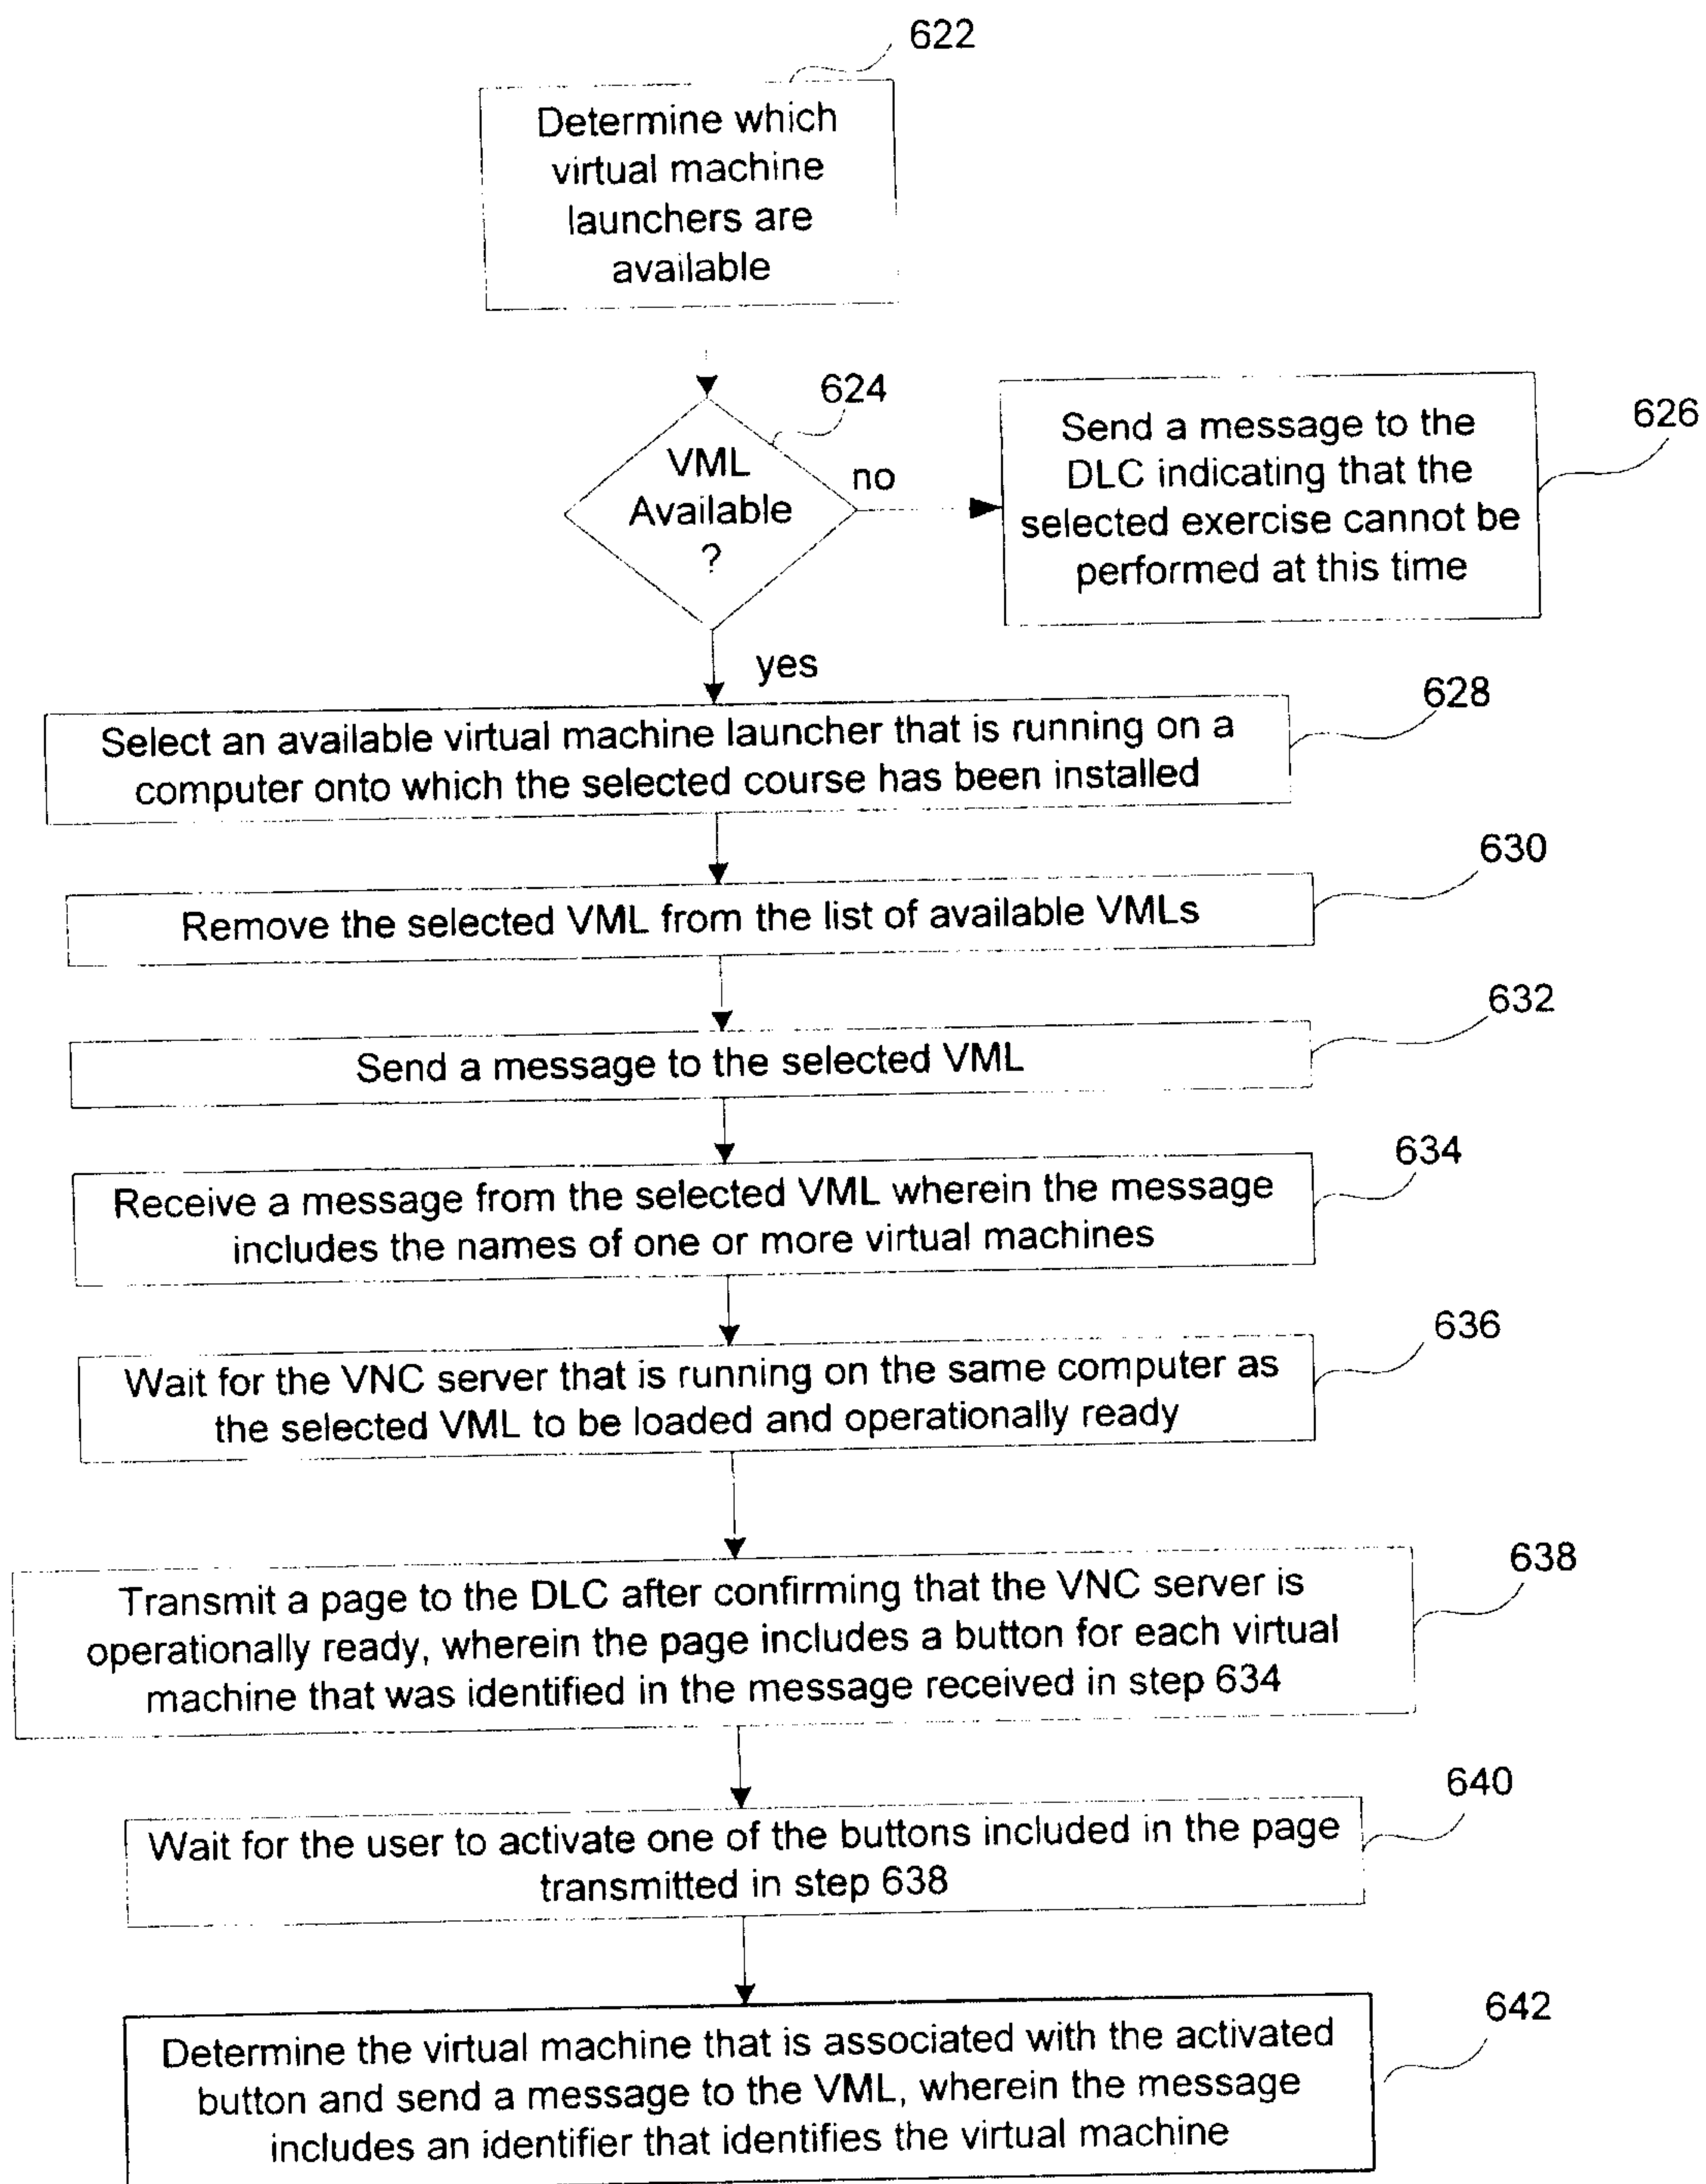 622
Determine which
virtual machine
launchers are
available
624
VML
Available
?
no
Send a message to the
DLC indicating that the
selected exercise cannot be
performed at this time
626
yes
628
Select an available virtual machine launcher that is running on a
computer onto which the selected course has been installed
630
Remove the selected VML from the list of available VMLs
632
Send a message to the selected VML
634
Receive a message from the selected VML wherein the message
includes the names of one or more virtual machines
636
Wait for the VNC server that is running on the same computer as
the selected VML to be loaded and operationally ready
638
Transmit a page to the DLC after confirming that the VNC server is
operationally ready, wherein the page includes a button for each virtual
machine that was identified in the message received in step 634
640
Wait for the user to activate one of the buttons included in the page
transmitted in step 638
642
Determine the virtual machine that is associated with the activated
button and send a message to the VML, wherein the message
includes an identifier that identifies the virtual machine